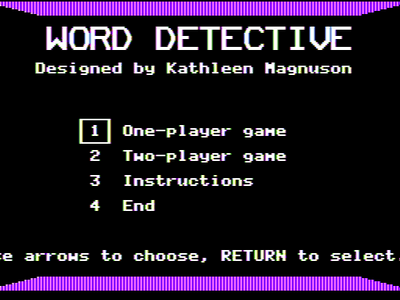 WORD DETECTIVE
Designed by Kathleen Magnuson
1 One-player game
2 Two-player game
3 Instructions
4 End
arrows to choose, RETURN to select.